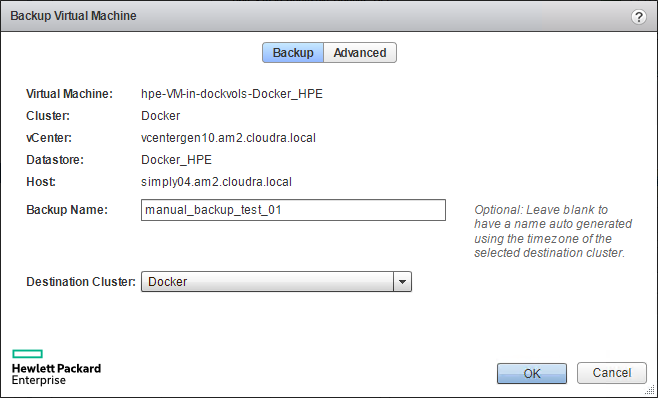 Backup Virtual Machine
?
Backup Advanced
Virtual Machine: hpe-VM-in-dockvols-Docker_HPE
Cluster: Docker
vCenter: vcentergen10.am2.cloudra.local
Datastore: Docker_HPE
Host: simply04.am2.cloudra.local
Backup Name: manual_backup_test_01
Optional: Leave blank to
have a name auto generated
using the timezone of the
selected destination cluster.
Destination Cluster: Docker
Hewlett Packard
Enterprise
OK Cancel